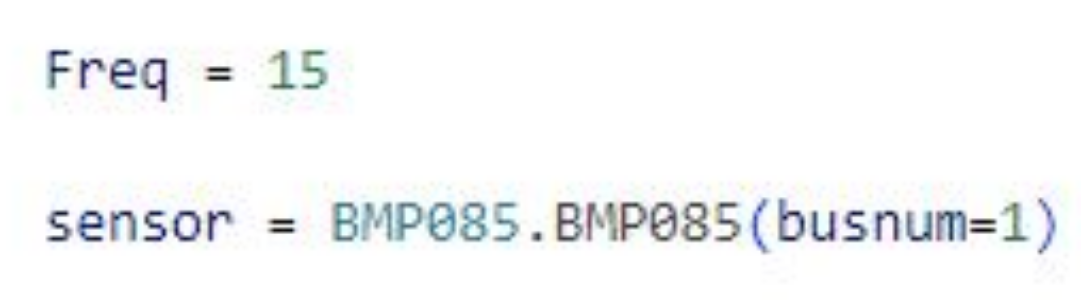 Freq = 15
sensor = BMP085.BMP085(busnum=1)